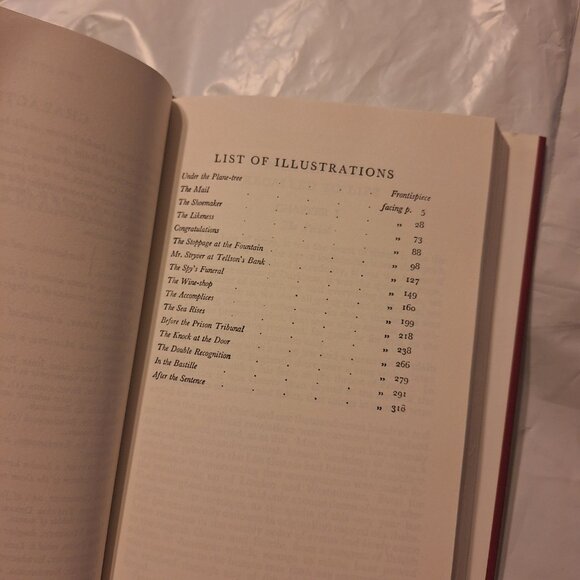 LIST OF ILLUSTRATIONS
Under the Plane-tree . . . . Frontispiece
The Mail . . . . facing p. 5
The Shoemaker . . . . „ 28
The Likeness . . . . „ 73
Congratulations . . . . „ 88
The Stoppage at the Fountain . . . „ 98
Mr. Stryver at Tellson's Bank . . . „ 127
The Spy's Funeral . . . . „ 149
The Wine-shop . . . . „ 160
The Accomplices . . . . „ 199
The Sea Rises . . . . „ 218
Before the Prison Tribunal . . . . „ 238
The Knock at the Door . . . . „ 266
The Double Recognition . . . . „ 279
In the Bastille . . . . „ 291
After the Sentence . . . . „ 318